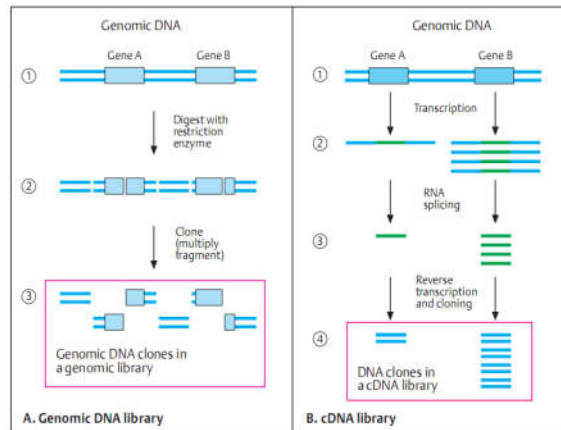 Genomic DNA
Gene A Gene B
①
Digest with
restriction
enzyme
②
Clone
(multiply
fragment)
③
Genomic DNA clones in
a genomic library
A. Genomic DNA library
Genomic DNA
Gene A Gene B
①
Transcription
②
RNA
splicing
③
Reverse
transcription
and cloning
④
DNA clones in
a cDNA library
B. cDNA library